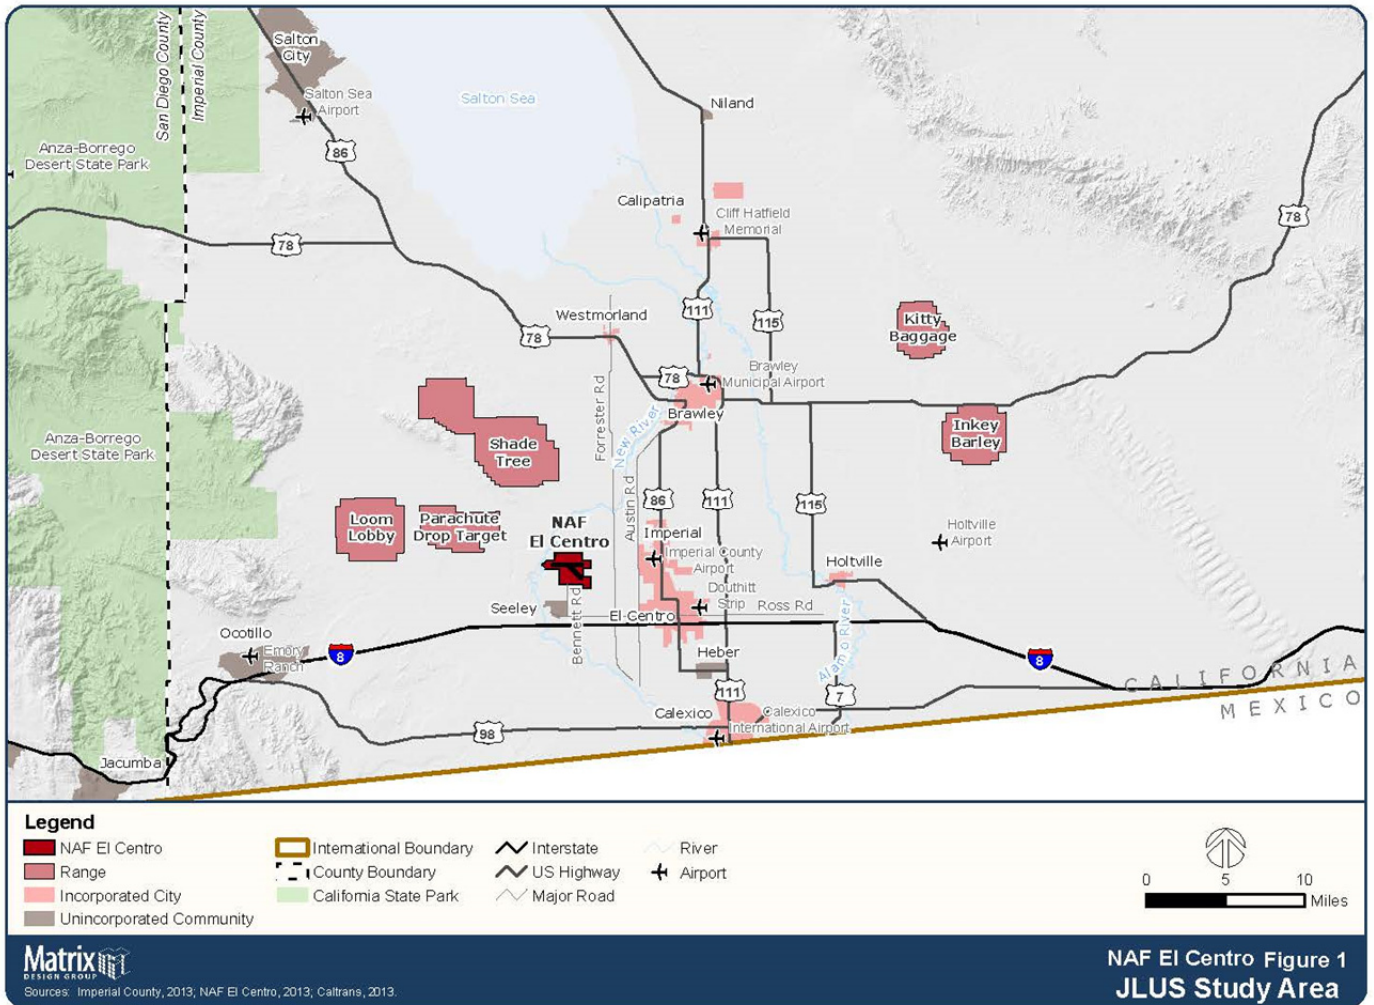 San Diego County
Imperial County
Salton
City
Salton Sea
Airport
Salton Sea
Niland
86
Anza-Borrego
Desert State Park
Calipatria
Cliff Hatfield
Memorial
78
78
111
115
Kitty
Baggage
Westmorland
78
78
Brawley
Municipal Airport
Forrester Rd
New River
Brawley
Inkey
Barley
Anza-Borrego
Desert State Park
Shade
Tree
Austin Rd
86
111
115
Loom
Lobby
Parachute
Drop Target
NAF
El Centro
Imperial
Imperial County
Airport
Holtville
Airport
Holtville
Douthitt
Strip
Ross Rd
Seeley
Bennett Rd
El Centro
Ocotillo
Emory
Ranch
8
Heber
Alamo River
8
CALIFORNIA
MEXICO
111
7
Calexico
Calexico
International Airport
98
Jacumba
Legend
NAF El Centro
Range
Incorporated City
Unincorporated Community
International Boundary
County Boundary
California State Park
Interstate
US Highway
Major Road
River
Airport
0 5 10
Miles
Matrix
DESIGN GROUP
Sources: Imperial County, 2013; NAF El Centro, 2013; Caltrans, 2013.
NAF El Centro Figure 1
JLUS Study Area